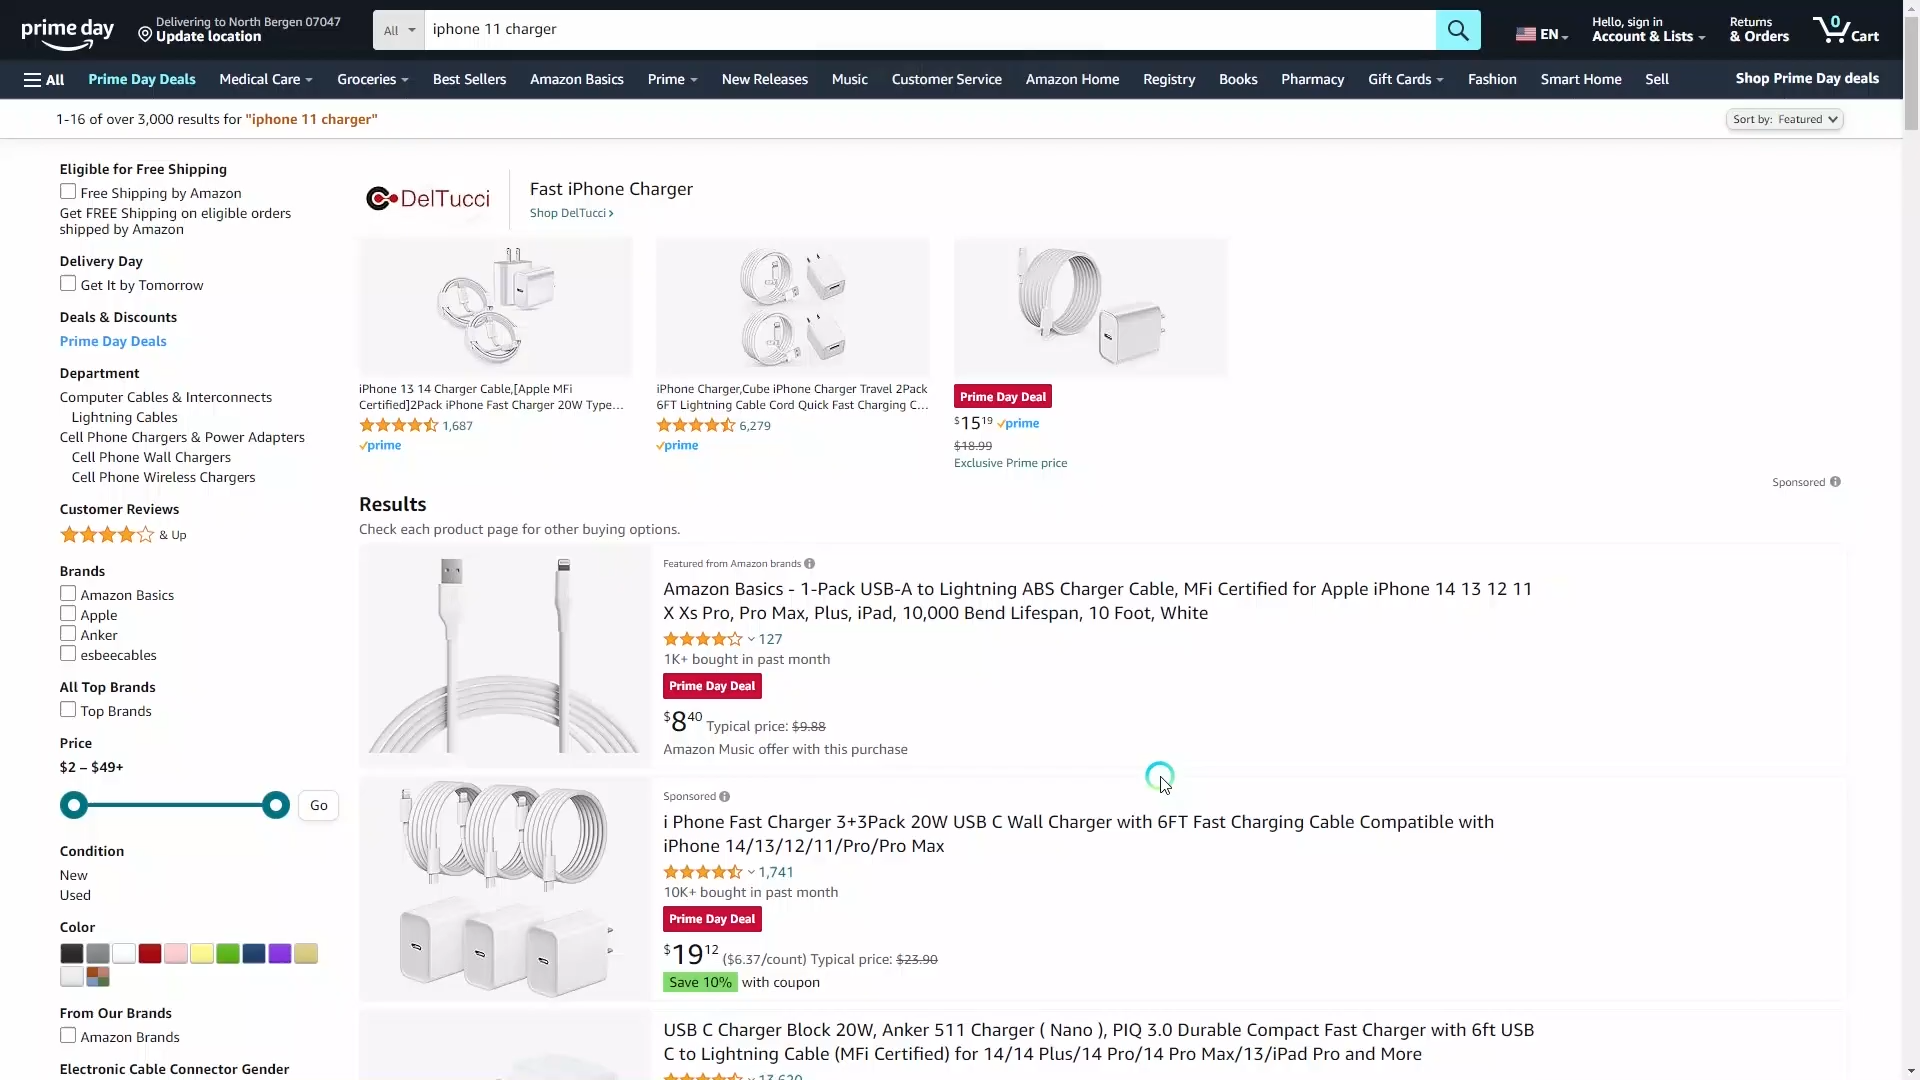 prime day
Delivering to North Bergen 07047
Update location
All
iphone 11 charger
EN
Hello, sign in
Account & Lists
Returns
& Orders
0
Cart
All
Prime Day Deals
Medical Care
Groceries
Best Sellers
Amazon Basics
Prime
New Releases
Music
Customer Service
Amazon Home
Registry
Books
Pharmacy
Gift Cards
Fashion
Smart Home
Sell
Shop Prime Day deals
1-16 of over 3,000 results for "iphone 11 charger"
Sort by: Featured
Eligible for Free Shipping
Free Shipping by Amazon
Get FREE Shipping on eligible orders
shipped by Amazon
Delivery Day
Get It by Tomorrow
Deals & Discounts
Prime Day Deals
Department
Computer Cables & Interconnects
Lightning Cables
Cell Phone Chargers & Power Adapters
Cell Phone Wall Chargers
Cell Phone Wireless Chargers
Customer Reviews
& Up
Brands
Amazon Basics
Apple
Anker
esbeecables
All Top Brands
Top Brands
Price
$2 – $49+
Go
Condition
New
Used
Color
From Our Brands
Amazon Brands
Electronic Cable Connector Gender
DelTucci
Fast iPhone Charger
Shop DelTucci ›
iPhone 13 14 Charger Cable,[Apple MFi
Certified]2Pack iPhone Fast Charger 20W Type…
1,687
prime
iPhone Charger,Cube iPhone Charger Travel 2Pack
6FT Lightning Cable Cord Quick Fast Charging C…
6,279
prime
Prime Day Deal
$15 19 prime
$18.99
Exclusive Prime price
Sponsored
Results
Check each product page for other buying options.
Featured from Amazon brands
Amazon Basics - 1-Pack USB-A to Lightning ABS Charger Cable, MFi Certified for Apple iPhone 14 13 12 11
X Xs Pro, Pro Max, Plus, iPad, 10,000 Bend Lifespan, 10 Foot, White
127
1K+ bought in past month
Prime Day Deal
$8 40 Typical price: $9.88
Amazon Music offer with this purchase
Sponsored
i Phone Fast Charger 3+3Pack 20W USB C Wall Charger with 6FT Fast Charging Cable Compatible with
iPhone 14/13/12/11/Pro/Pro Max
1,741
10K+ bought in past month
Prime Day Deal
$19 12 ($6.37/count) Typical price: $23.90
Save 10% with coupon
USB C Charger Block 20W, Anker 511 Charger ( Nano ), PIQ 3.0 Durable Compact Fast Charger with 6ft USB
C to Lightning Cable (MFi Certified) for 14/14 Plus/14 Pro/14 Pro Max/13/iPad Pro and More
13,620